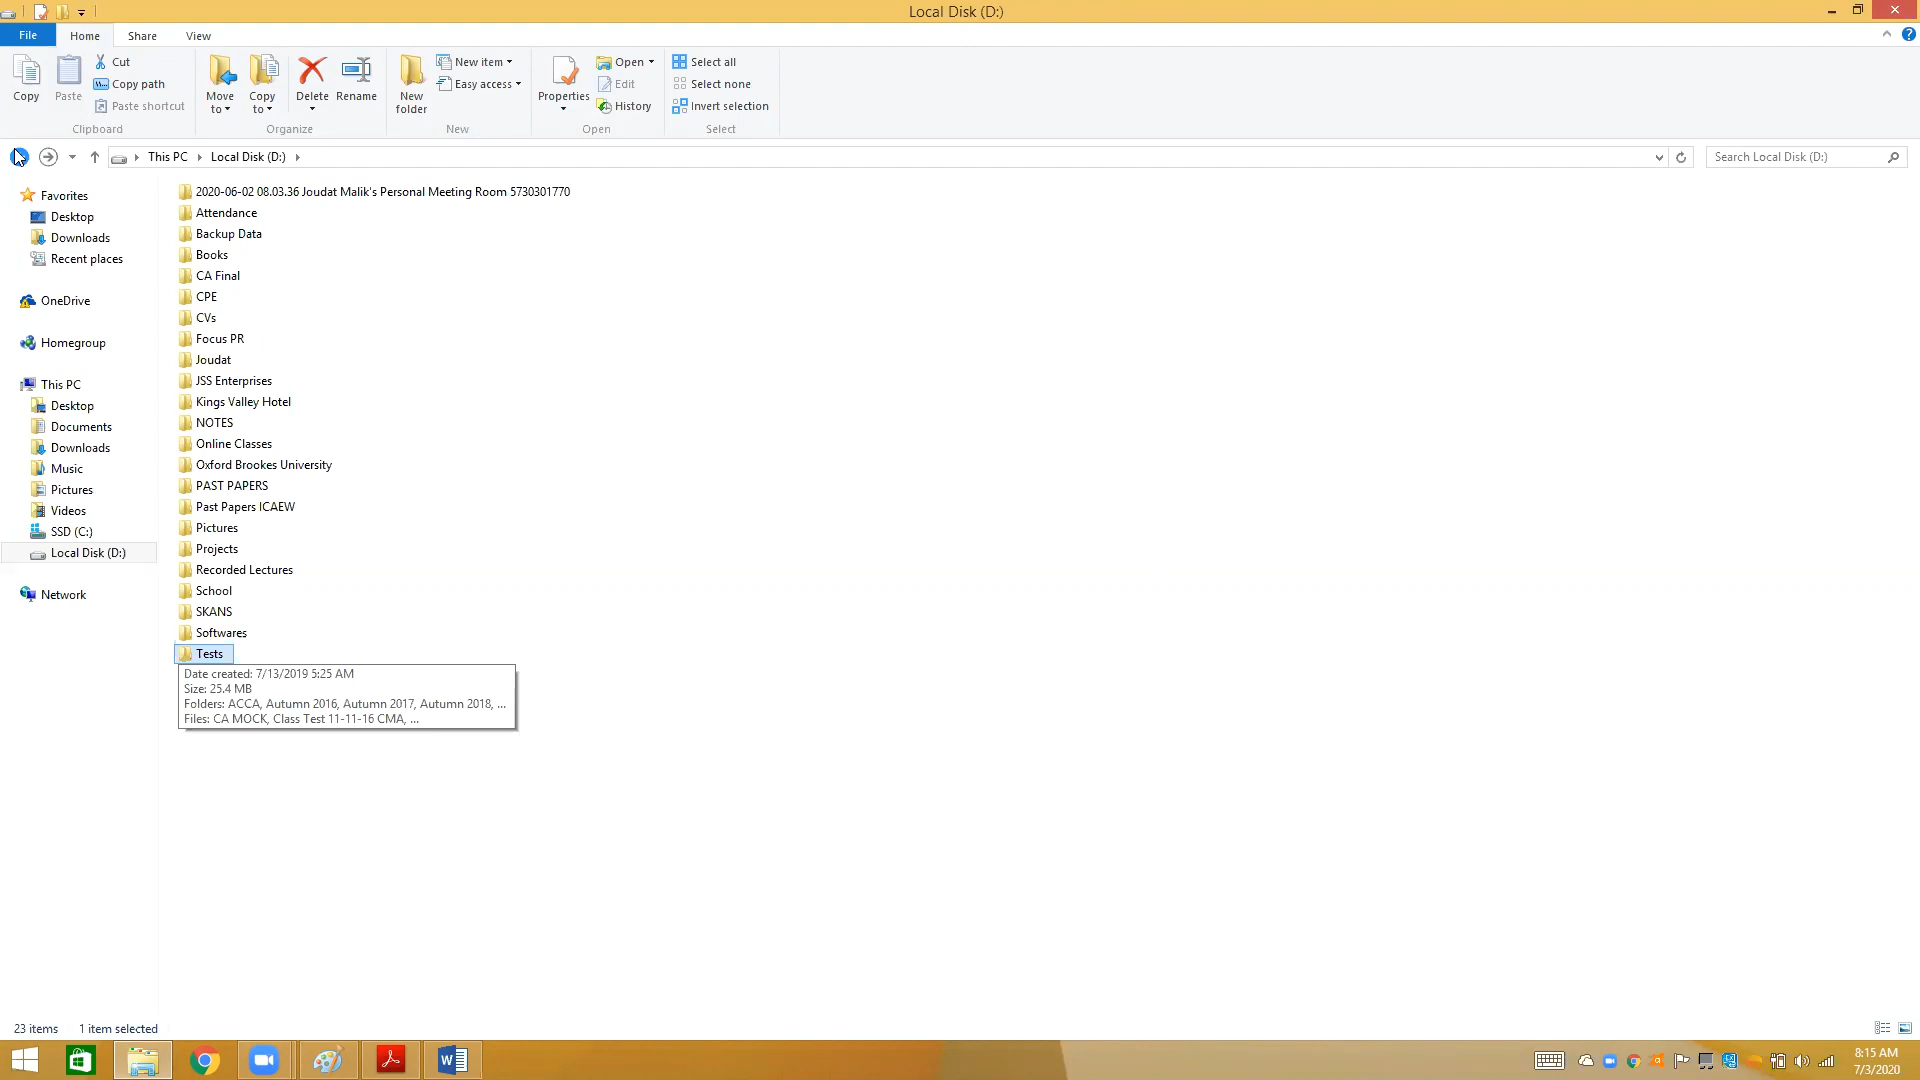 Local Disk (D:)
File Home Share View
Cut
Copy path
Paste shortcut
Copy
Paste
Clipboard
Move to
Copy to
Delete
Rename
Organize
New folder
New item
Easy access
New
Properties
Open
Edit
History
Open
Select all
Select none
Invert selection
Select
This PC Local Disk (D:)
Search Local Disk (D:)
Favorites
Desktop
Downloads
Recent places
OneDrive
Homegroup
This PC
Desktop
Documents
Downloads
Music
Pictures
Videos
SSD (C:)
Local Disk (D:)
Network
2020-06-02 08.03.36 Joudat Malik's Personal Meeting Room 5730301770
Attendance
Backup Data
Books
CA Final
CPE
CVs
Focus PR
Joudat
JSS Enterprises
Kings Valley Hotel
NOTES
Online Classes
Oxford Brookes University
PAST PAPERS
Past Papers ICAEW
Pictures
Projects
Recorded Lectures
School
SKANS
Softwares
Tests
Date created: 7/13/2019 5:25 AM
Size: 25.4 MB
Folders: ACCA, Autumn 2016, Autumn 2017, Autumn 2018, ...
Files: CA MOCK, Class Test 11-11-16 CMA, ...
23 items 1 item selected
8:15 AM
7/3/2020